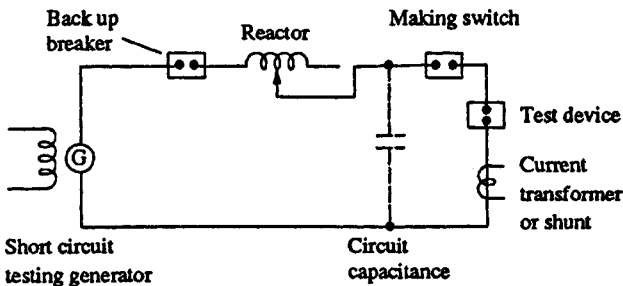 Back up
breaker
Reactor
Making switch
Test device
G
Current
transformer
or shunt
Short circuit
testing generator
Circuit
capacitance